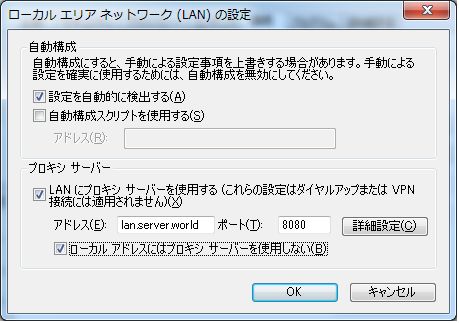 ローカル エリア ネットワーク (LAN) の設定
自動構成
自動構成にすると、手動による設定事項を上書きする場合があります。手動による
設定を確実に使用するためには、自動構成を無効にしてください。
設定を自動的に検出する(A)
自動構成スクリプトを使用する(S)
アドレス(R):
プロキシ サーバー
LAN にプロキシ サーバーを使用する (これらの設定はダイヤルアップまたは VPN
接続には適用されません)(X)
アドレス(E): lan.server.world ポート(T): 8080 詳細設定(C)
ローカル アドレスにはプロキシ サーバーを使用しない(B)
OK キャンセル